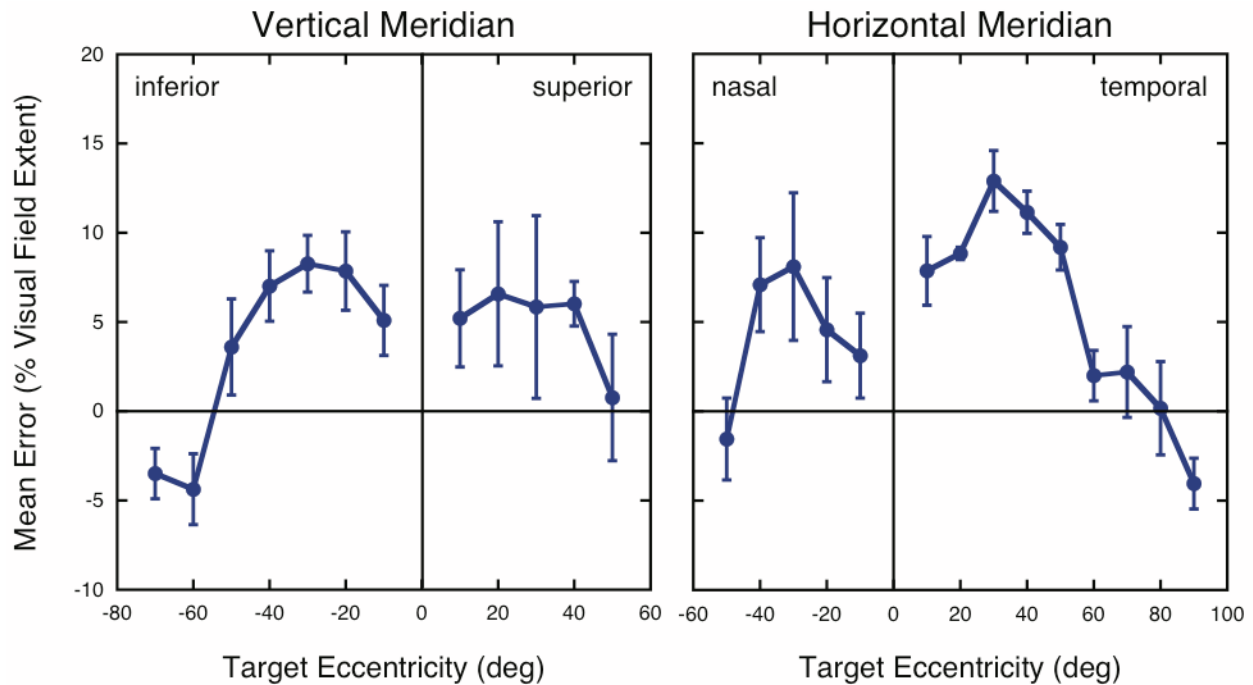 Vertical Meridian
Horizontal Meridian
Mean Error (% Visual Field Extent)
20
15
10
5
0
-5
-10
inferior
superior
nasal
temporal
-80
-60
-40
-20
0
20
40
60
-60
-40
-20
0
20
40
60
80
100
Target Eccentricity (deg)
Target Eccentricity (deg)